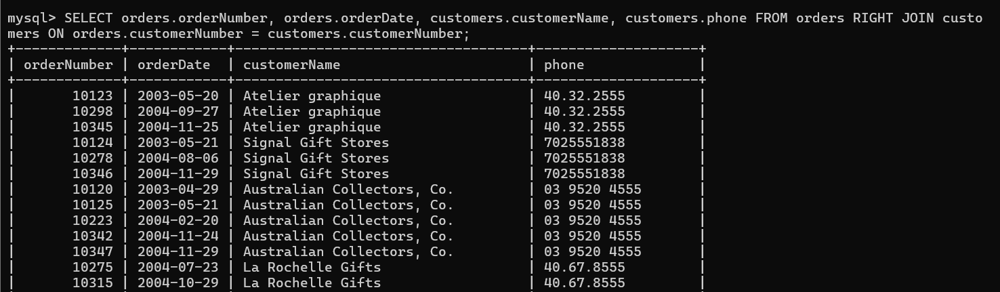 mysql> SELECT orders.orderNumber, orders.orderDate, customers.customerName, customers.phone FROM orders RIGHT JOIN custo
mers ON orders.customerNumber = customers.customerNumber;
+-------------+------------+------------------------------------+--------------------+
| orderNumber | orderDate  | customerName                       | phone              |
+-------------+------------+------------------------------------+--------------------+
|       10123 | 2003-05-20 | Atelier graphique                  | 40.32.2555         |
|       10298 | 2004-09-27 | Atelier graphique                  | 40.32.2555         |
|       10345 | 2004-11-25 | Atelier graphique                  | 40.32.2555         |
|       10124 | 2003-05-21 | Signal Gift Stores                 | 7025551838         |
|       10278 | 2004-08-06 | Signal Gift Stores                 | 7025551838         |
|       10346 | 2004-11-29 | Signal Gift Stores                 | 7025551838         |
|       10120 | 2003-04-29 | Australian Collectors, Co.         | 03 9520 4555       |
|       10125 | 2003-05-21 | Australian Collectors, Co.         | 03 9520 4555       |
|       10223 | 2004-02-20 | Australian Collectors, Co.         | 03 9520 4555       |
|       10342 | 2004-11-24 | Australian Collectors, Co.         | 03 9520 4555       |
|       10347 | 2004-11-29 | Australian Collectors, Co.         | 03 9520 4555       |
|       10275 | 2004-07-23 | La Rochelle Gifts                  | 40.67.8555         |
|       10315 | 2004-10-29 | La Rochelle Gifts                  | 40.67.8555         |